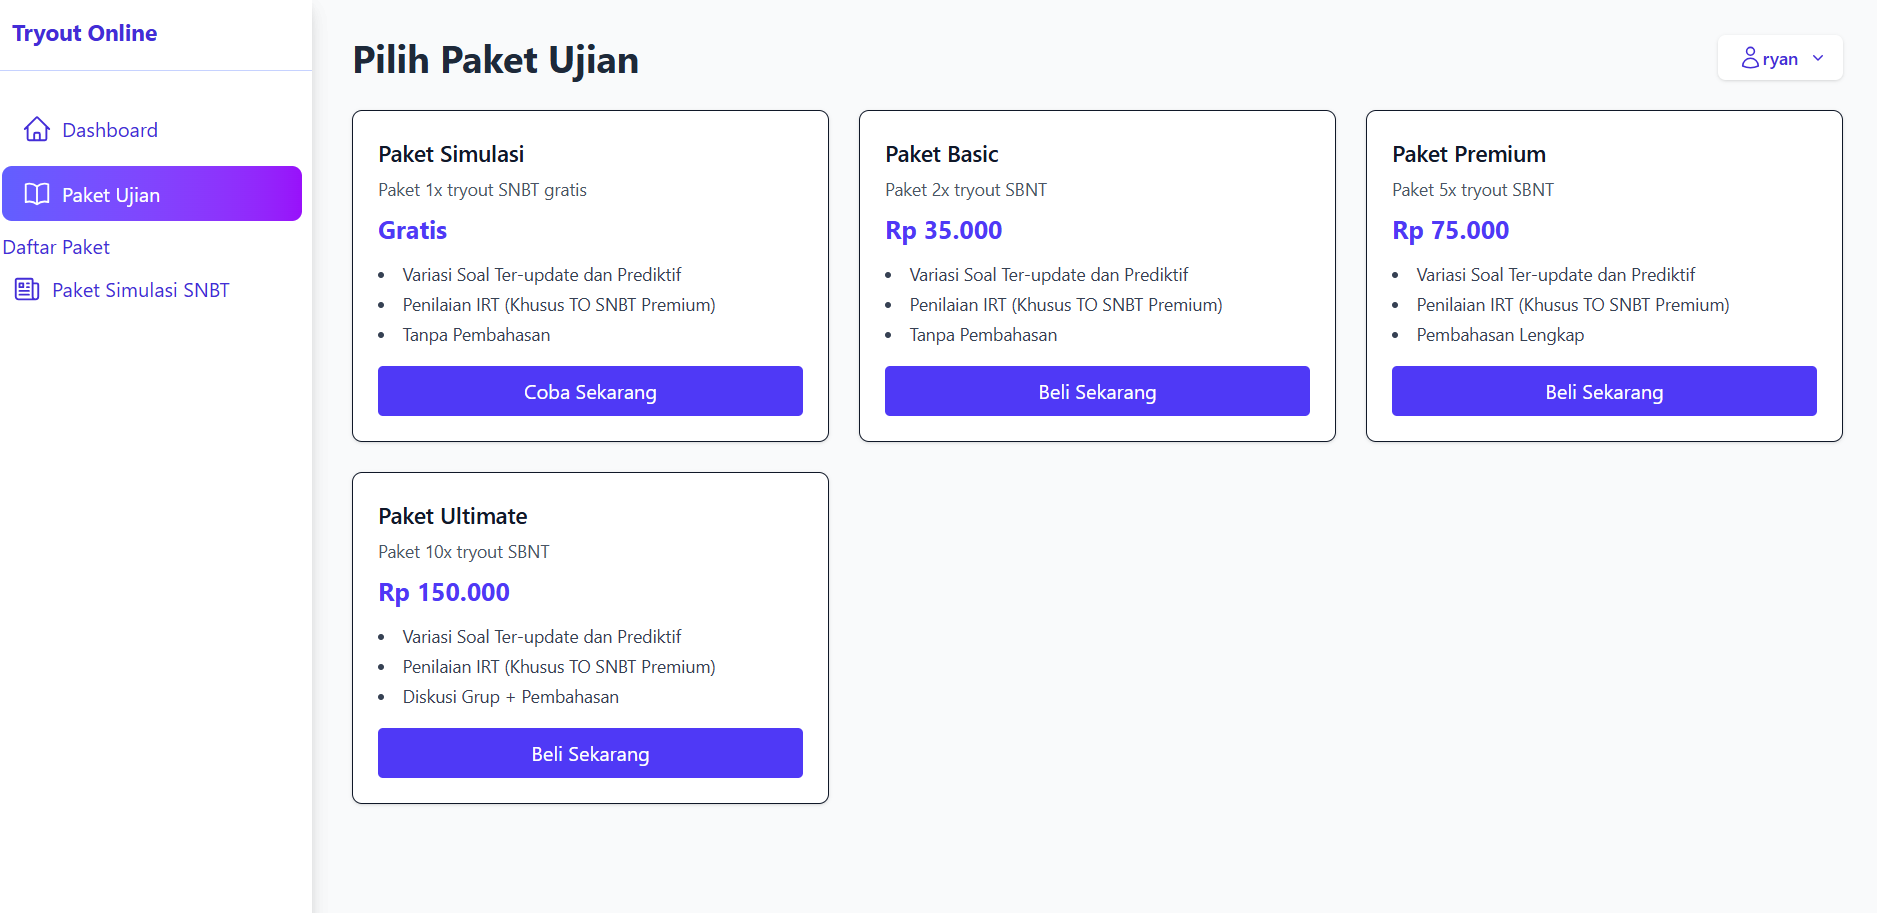 Tryout Online
Dashboard
Paket Ujian
Daftar Paket
Paket Simulasi SNBT
Pilih Paket Ujian
ryan
Paket Simulasi
Paket 1x tryout SNBT gratis
Gratis
Variasi Soal Ter-update dan Prediktif
Penilaian IRT (Khusus TO SNBT Premium)
Tanpa Pembahasan
Coba Sekarang
Paket Basic
Paket 2x tryout SBNT
Rp 35.000
Variasi Soal Ter-update dan Prediktif
Penilaian IRT (Khusus TO SNBT Premium)
Tanpa Pembahasan
Beli Sekarang
Paket Premium
Paket 5x tryout SBNT
Rp 75.000
Variasi Soal Ter-update dan Prediktif
Penilaian IRT (Khusus TO SNBT Premium)
Pembahasan Lengkap
Beli Sekarang
Paket Ultimate
Paket 10x tryout SBNT
Rp 150.000
Variasi Soal Ter-update dan Prediktif
Penilaian IRT (Khusus TO SNBT Premium)
Diskusi Grup + Pembahasan
Beli Sekarang